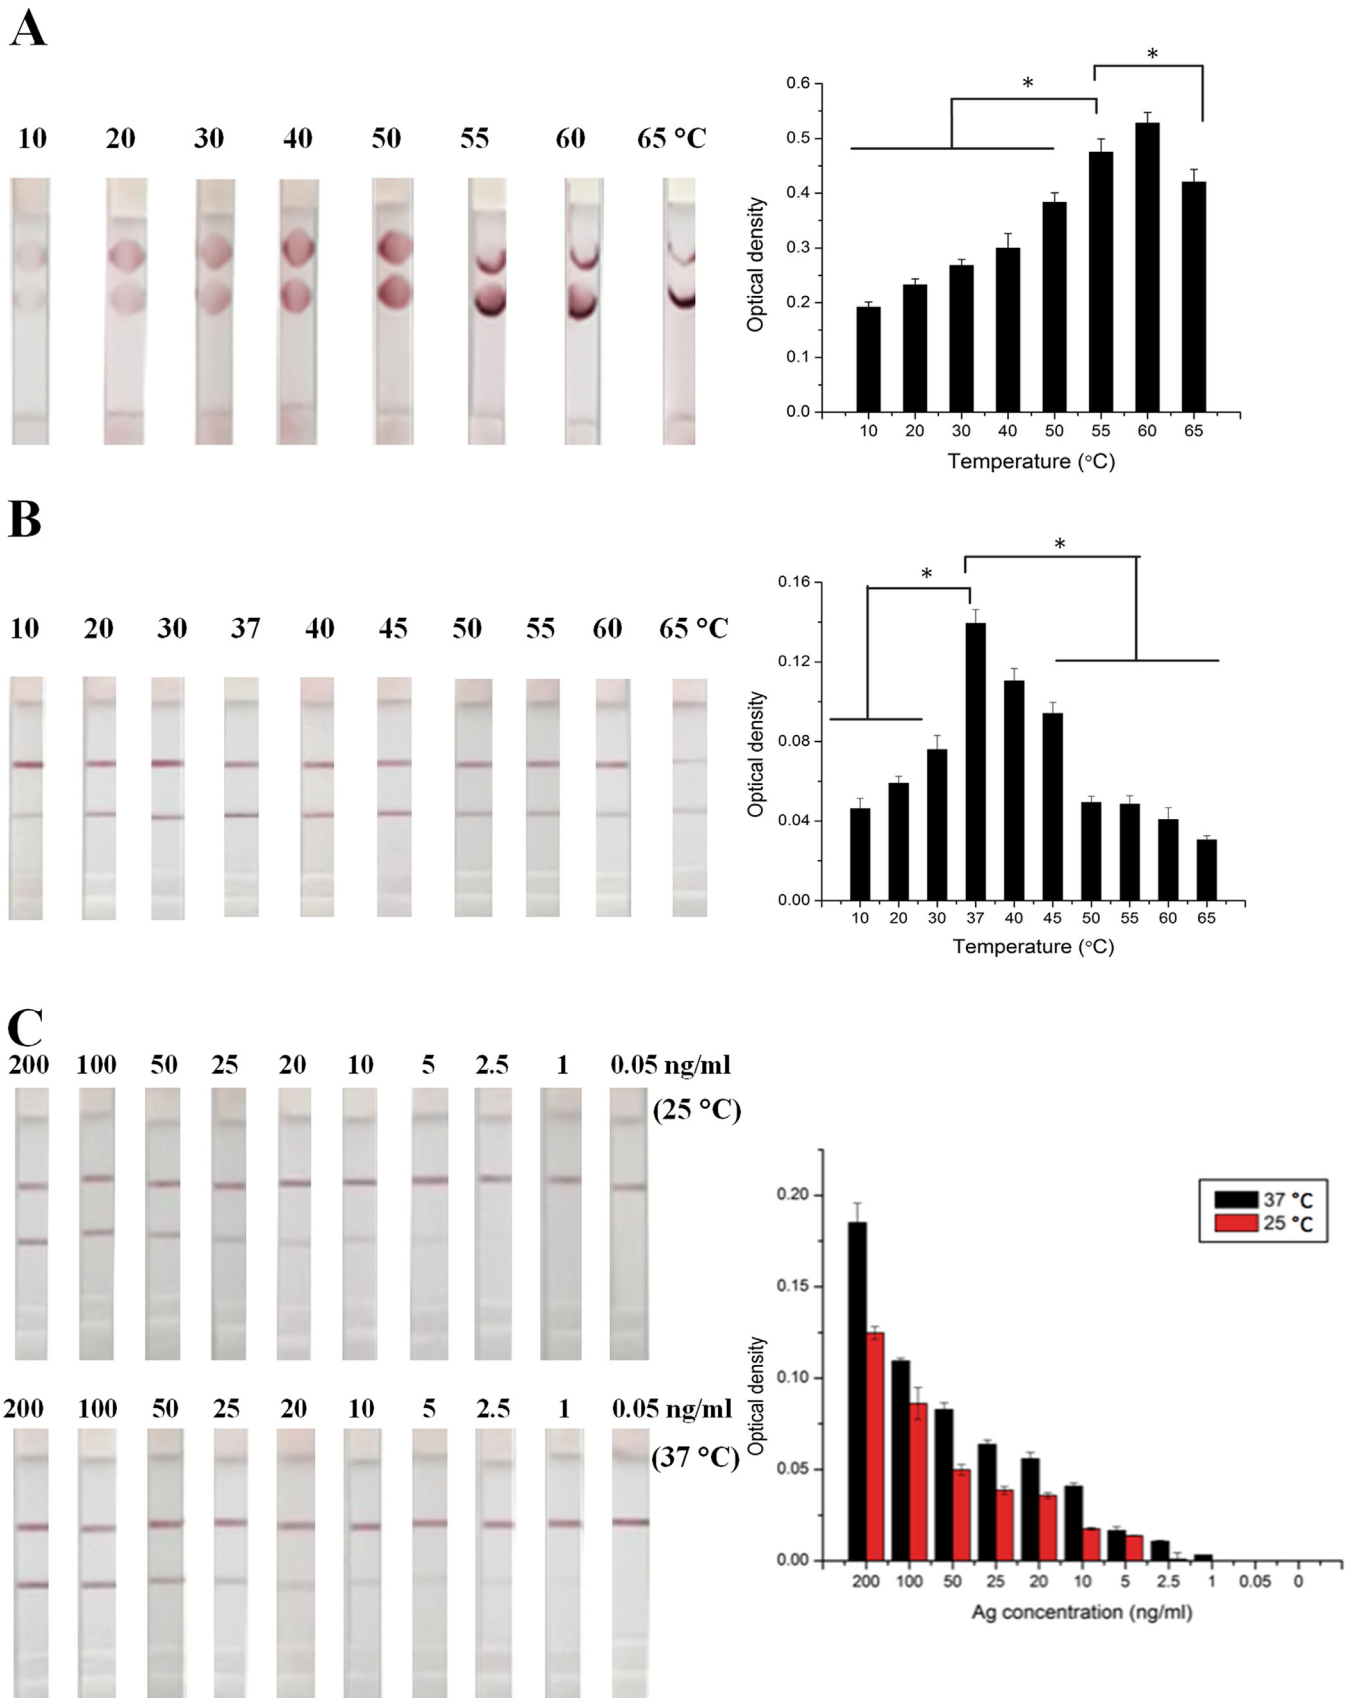 A
10 20 30 40 50 55 60 65 °C
* *
0.6
0.5
0.4
0.3
0.2
0.1
0.0
Optical density
10 20 30 40 50 55 60 65
Temperature (°C)
B
10 20 30 37 40 45 50 55 60 65 °C
* *
0.16
0.12
0.08
0.04
0.00
Optical density
10 20 30 37 40 45 50 55 60 65
Temperature (°C)
C
200 100 50 25 20 10 5 2.5 1 0.05 ng/ml
(25 °C)
200 100 50 25 20 10 5 2.5 1 0.05 ng/ml
(37 °C)
37 °C
25 °C
0.20
0.15
0.10
0.05
0.00
Optical density
200 100 50 25 20 10 5 2.5 1 0.05 0
Ag concentration (ng/ml)